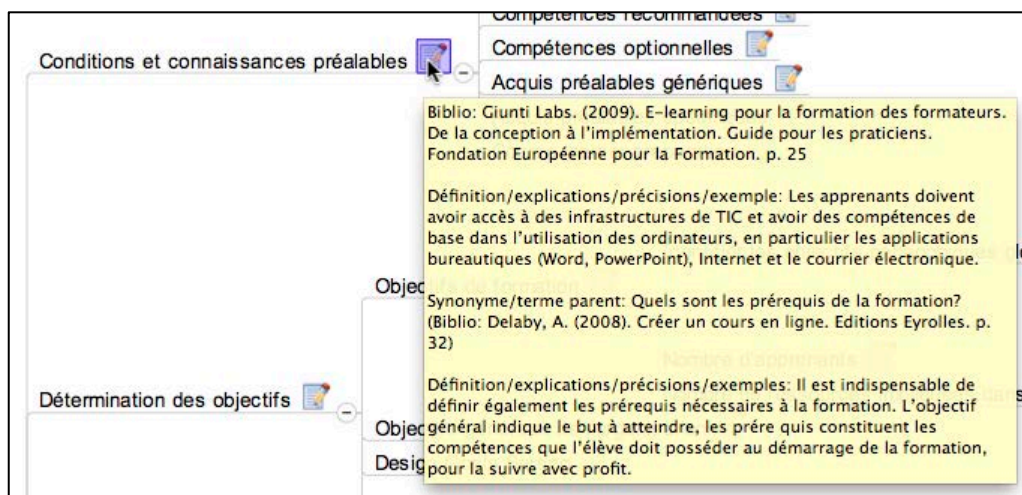 Compétences recommandées
Conditions et connaissances préalables
Compétences optionnelles
Acquis préalables génériques
Biblio: Giunti Labs. (2009). E-learning pour la formation des formateurs.
De la conception à l'implémentation. Guide pour les praticiens.
Fondation Européenne pour la Formation. p. 25
Définition/explications/précisions/exemple: Les apprenants doivent
avoir accès à des infrastructures de TIC et avoir des compétences de
base dans l'utilisation des ordinateurs, en particulier les applications
bureautiques (Word, PowerPoint), Internet et le courrier électronique.
Objectifs de formation
Synonyme/terme parent: Quels sont les prérequis de la formation?
(Biblio: Delaby, A. (2008). Créer un cours en ligne. Editions Eyrolles. p.
32)
Nombre d'apprenants
Détermination des objectifs
Définition/explications/précisions/exemples: Il est indispensable de
définir également les prérequis nécessaires à la formation. L'objectif
général indique le but à atteindre, les prére quis constituent les
compétences que l'élève doit posséder au démarrage de la formation,
pour la suivre avec profit.
Objec
Desig